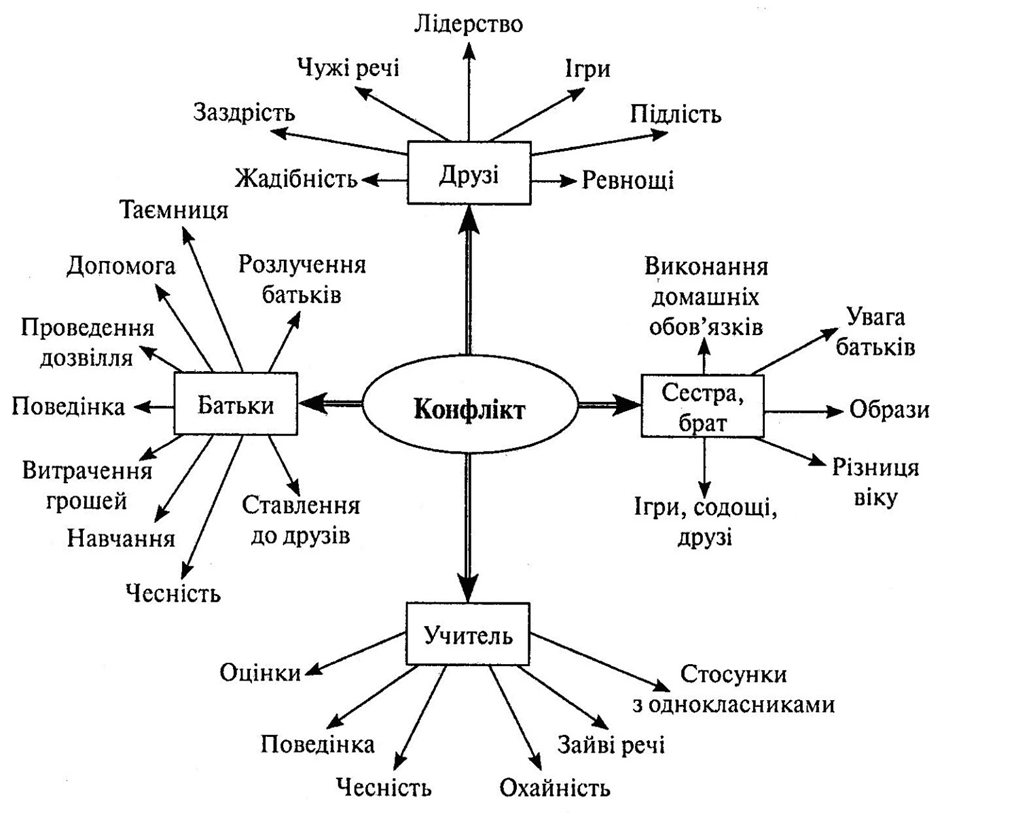 Лідерство
Чужі речі
Ігри
Заздрість
Підлість
Жадібність
Друзі
Ревнощі
Таємниця
Допомога
Розлучення
батьків
Проведення
дозвілля
Поведінка
Батьки
Витрачення
грошей
Навчання
Чесність
Ставлення
до друзів
Конфлікт
Виконання
домашніх
обов’язків
Увага
батьків
Сестра,
брат
Образи
Різниця
віку
Ігри, содощі,
друзі
Учитель
Оцінки
Поведінка
Чесність
Охайність
Зайві речі
Стосунки
з однокласниками